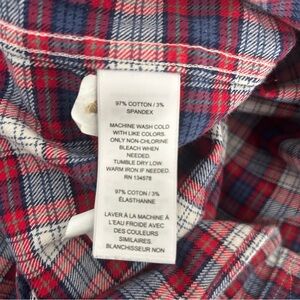 97% COTTON / 3%
SPANDEX
MACHINE WASH COLD
WITH LIKE COLORS.
ONLY NON-CHLORINE
BLEACH WHEN
NEEDED.
TUMBLE DRY LOW.
WARM IRON IF NEEDED.
RN 134578
97% COTTON / 3%
ÉLASTHANNE
LAVER À LA MACHINE À
L'EAU FROIDE AVEC
DES COULEURS
SIMILAIRES.
BLANCHISSEUR NON